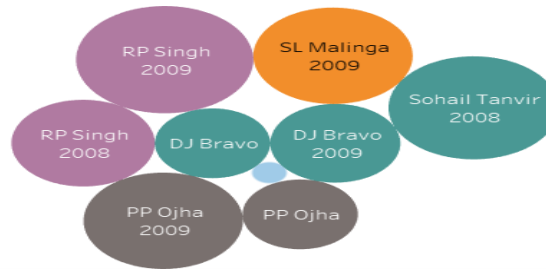 RP Singh
2009
SL Malinga
2009
Sohail Tanvir
2008
RP Singh
2008
DJ Bravo
DJ Bravo
2009
PP Ojha
2009
PP Ojha